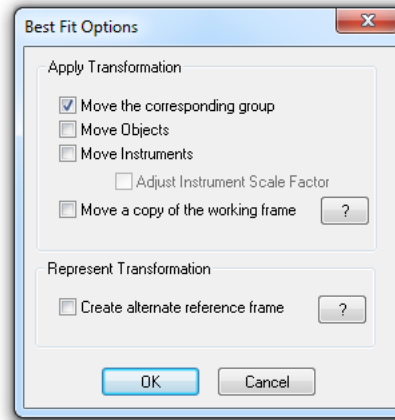 Best Fit Options
Apply Transformation
Move the corresponding group
Move Objects
Move Instruments
Adjust Instrument Scale Factor
Move a copy of the working frame ?
Represent Transformation
Create alternate reference frame ?
OK Cancel